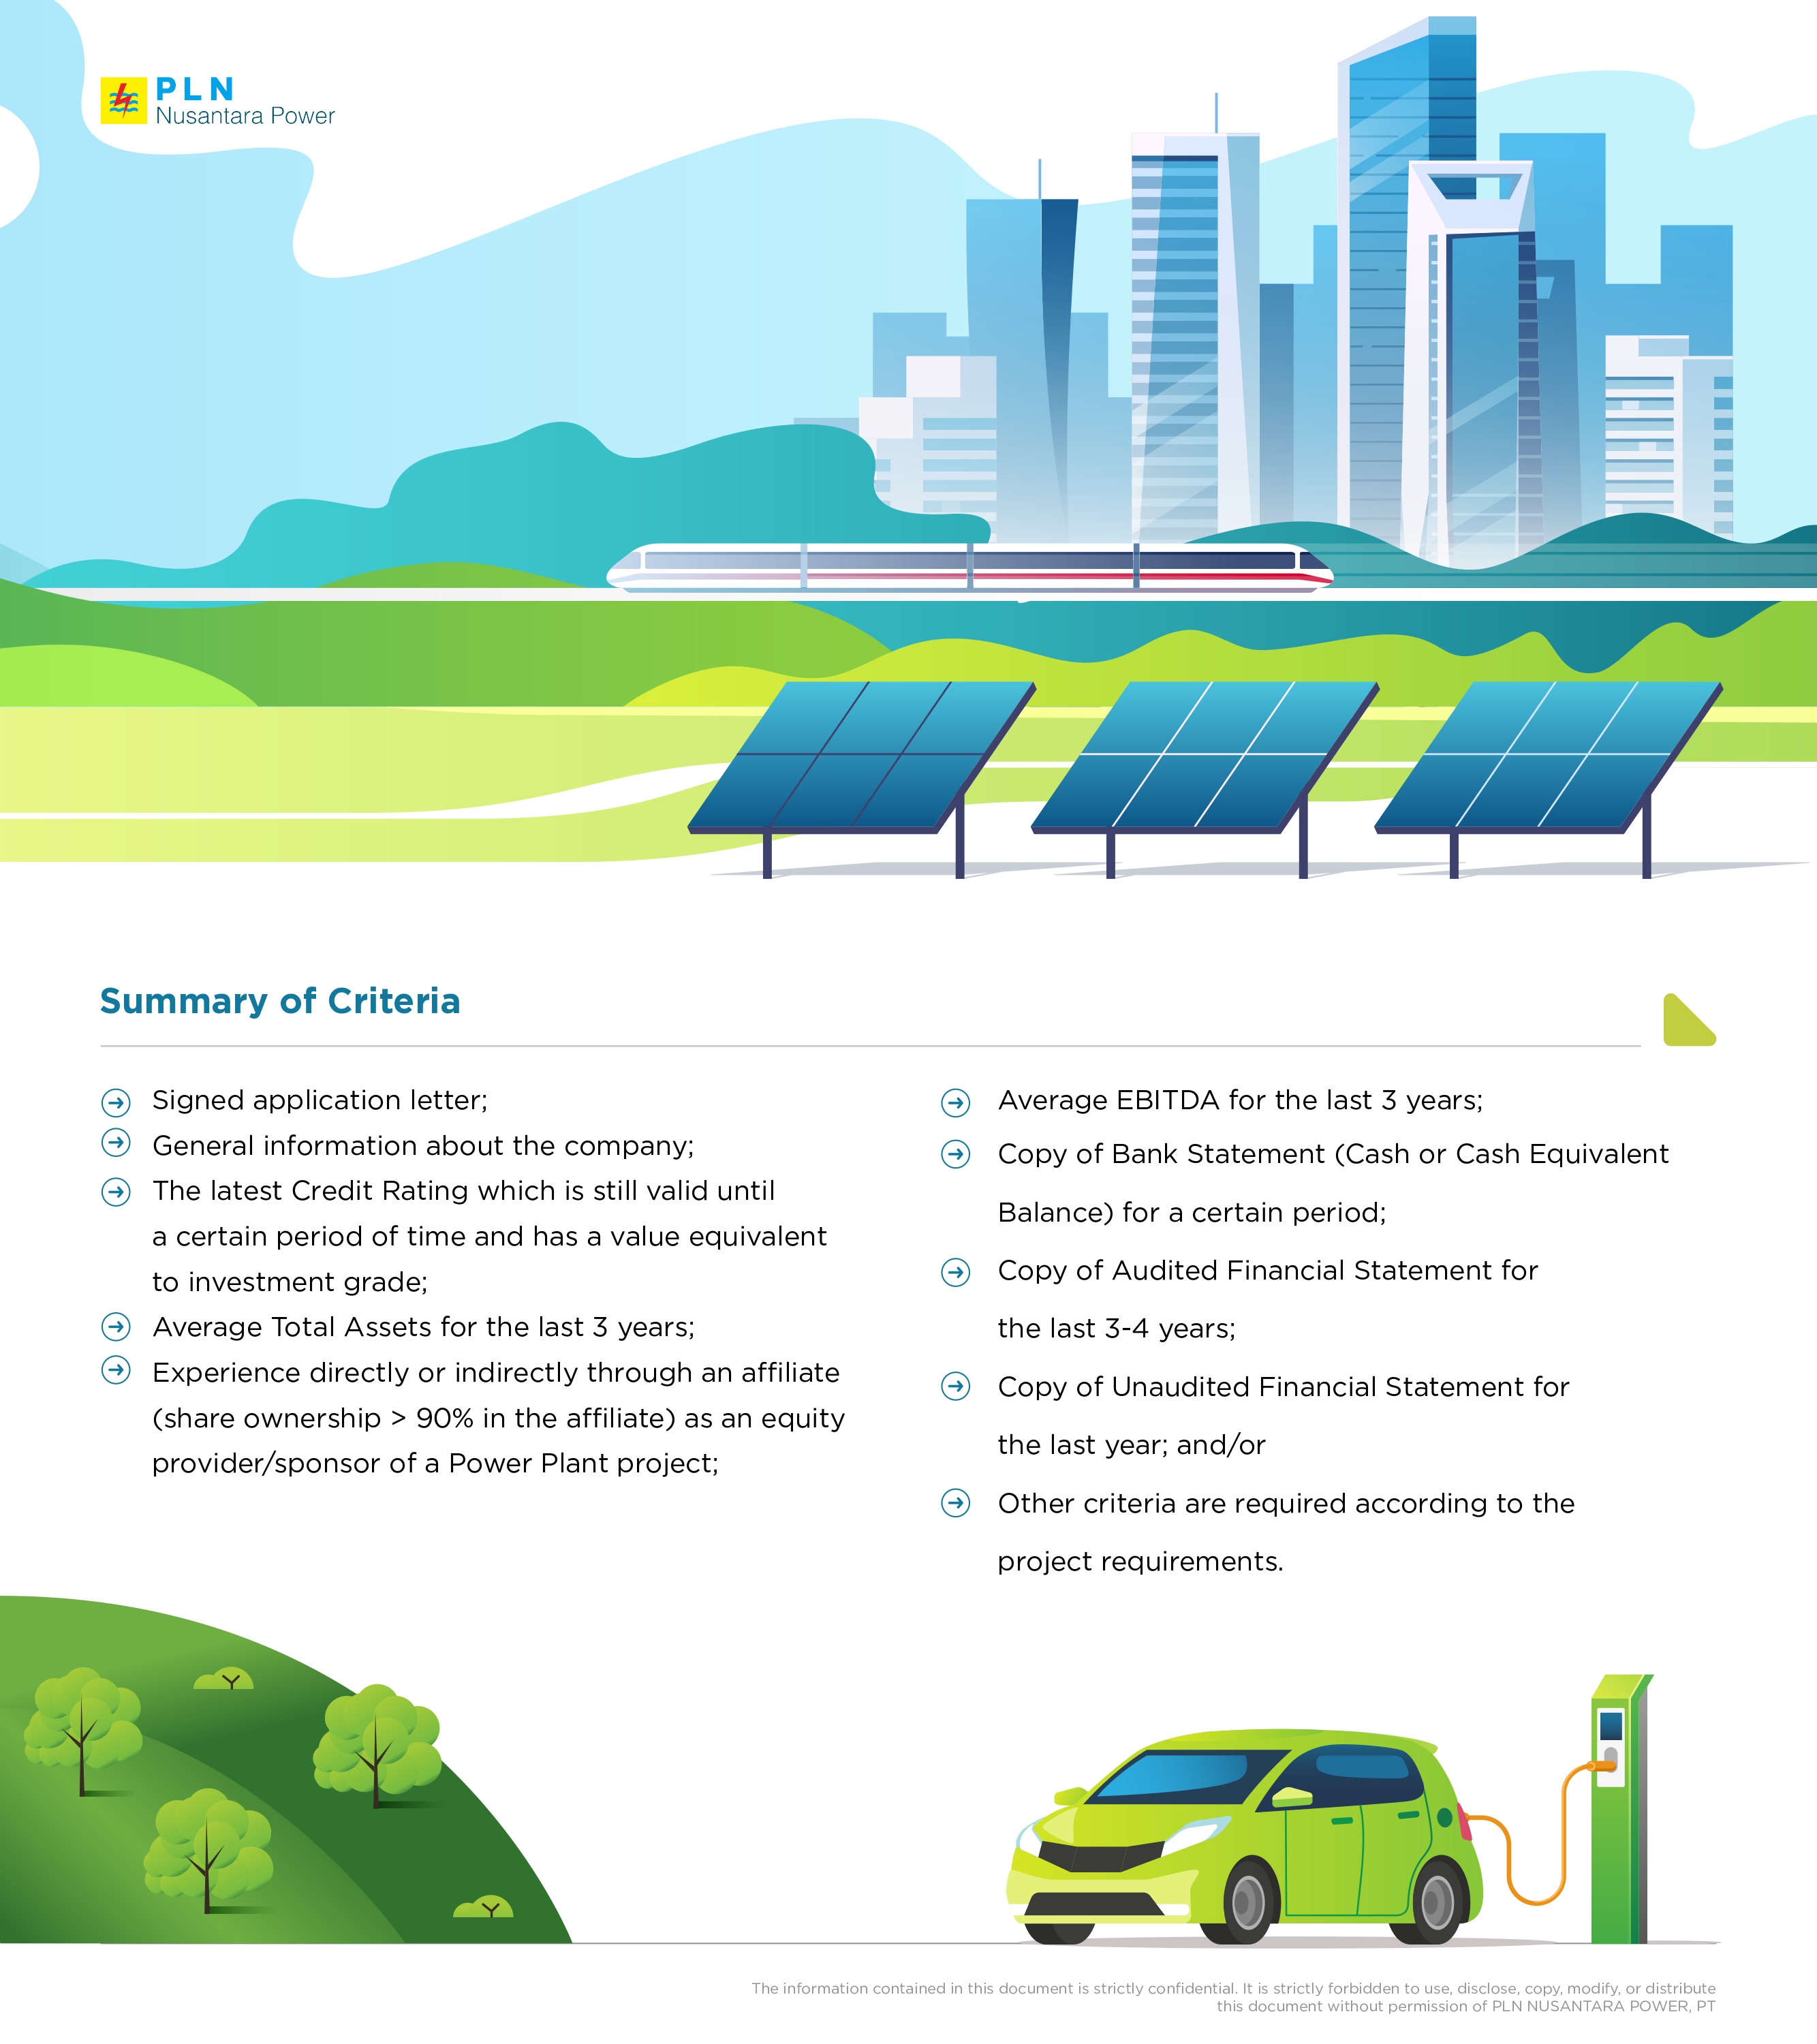 PLN
Nusantara Power
Summary of Criteria
Signed application letter;
General information about the company;
The latest Credit Rating which is still valid until
a certain period of time and has a value equivalent
to investment grade;
Average Total Assets for the last 3 years;
Experience directly or indirectly through an affiliate
(share ownership > 90% in the affiliate) as an equity
provider/sponsor of a Power Plant project;
Average EBITDA for the last 3 years;
Copy of Bank Statement (Cash or Cash Equivalent
Balance) for a certain period;
Copy of Audited Financial Statement for
the last 3-4 years;
Copy of Unaudited Financial Statement for
the last year; and/or
Other criteria are required according to the
project requirements.
The information contained in this document is strictly confidential. It is strictly forbidden to use, disclose, copy, modify, or distribute
this document without permission of PLN NUSANTARA POWER, PT